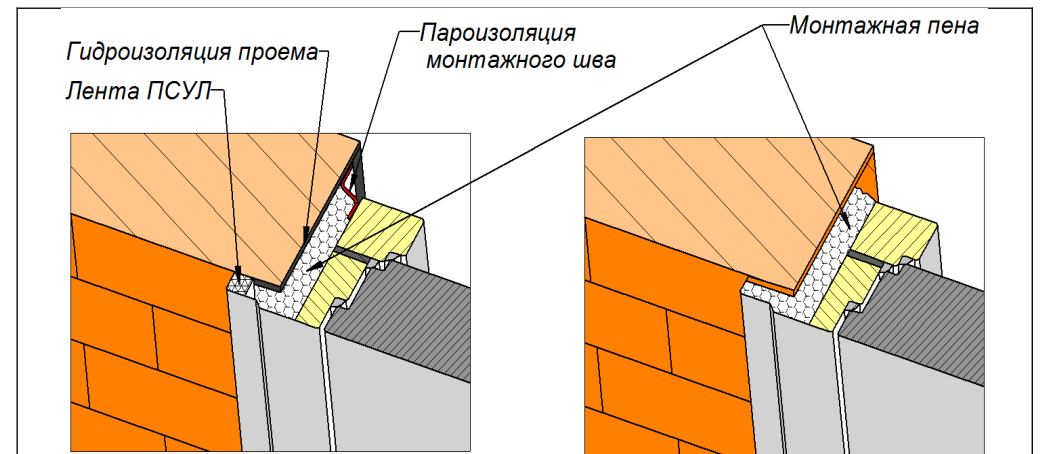 Гидроизоляция проема
Лента ПСУЛ
Пароизоляция
монтажного шва
Монтажная пена